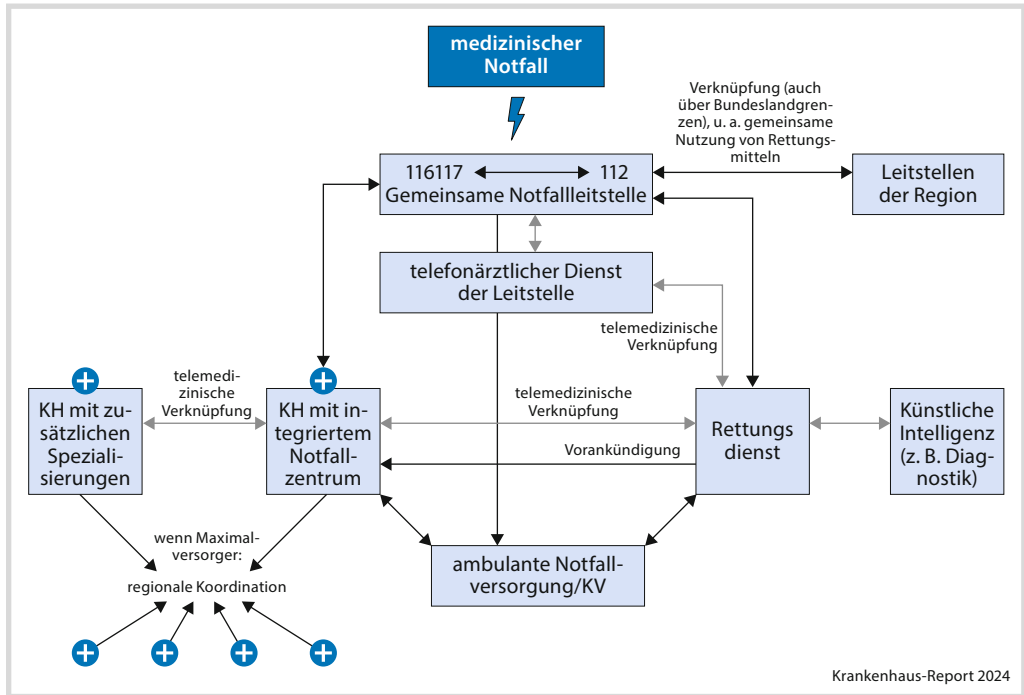 medizinischer
Notfall
Verknüpfung (auch
über Bundeslandgren-
zen), u. a. gemeinsame
Nutzung von Rettungs-
mitteln
116117 112
Gemeinsame Notfallleitstelle
Leitstellen
der Region
telefonärztlicher Dienst
der Leitstelle
telemedizinische
Verknüpfung
telemedi-
zinische
Verknüpfung
telemedizinische
Verknüpfung
KH mit zu-
sätzlichen
Speziali-
sierungen
KH mit in-
tegriertem
Notfall-
zentrum
Vorankündigung
Rettungs
dienst
Künstliche
Intelligenz
(z. B. Diag-
nostik)
wenn Maximal-
versorger:
regionale Koordination
ambulante Notfall-
versorgung/KV
Krankenhaus-Report 2024